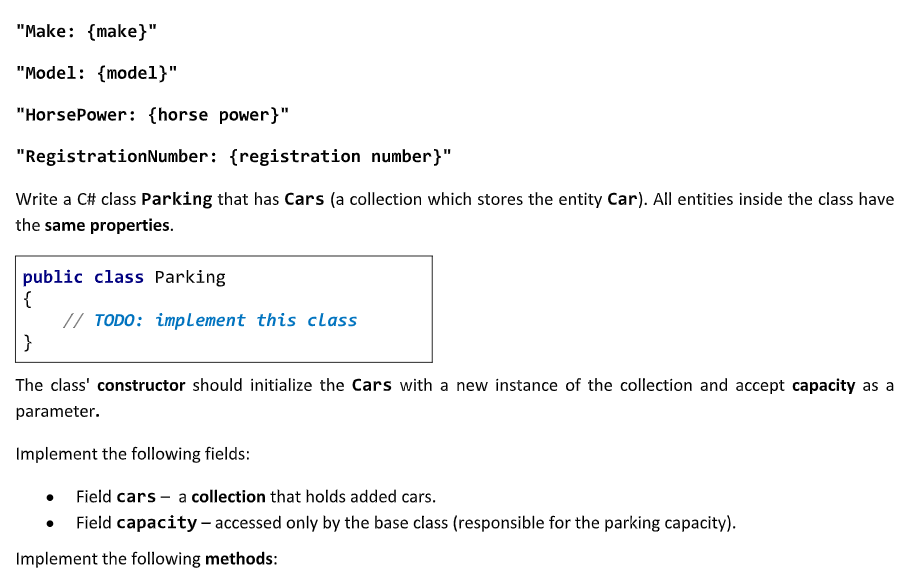 "Make: {make}"
"Model: {model}"
"HorsePower: {horse power}"
"RegistrationNumber: {registration number}"
Write a C# class Parking that has Cars (a collection which stores the entity Car). All entities inside the class have
the same properties.
public class Parking
{
    // TODO: implement this class
}
The class' constructor should initialize the Cars with a new instance of the collection and accept capacity as a
parameter.
Implement the following fields:
• Field cars – a collection that holds added cars.
• Field capacity – accessed only by the base class (responsible for the parking capacity).
Implement the following methods: